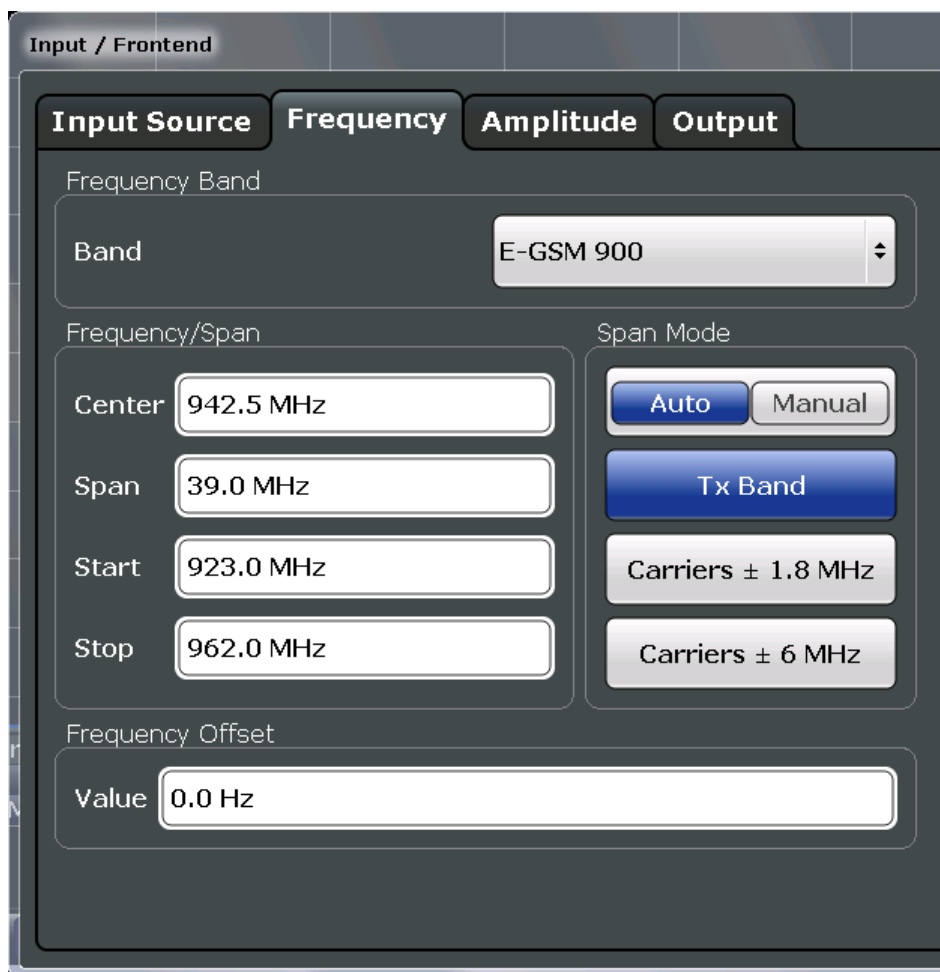 Input / Frontend
Input Source
Frequency
Amplitude
Output
Frequency Band
Band
E-GSM 900
Frequency/Span
Center
942.5 MHz
Span
39.0 MHz
Start
923.0 MHz
Stop
962.0 MHz
Span Mode
Auto
Manual
Tx Band
Carriers ± 1.8 MHz
Carriers ± 6 MHz
Frequency Offset
Value
0.0 Hz